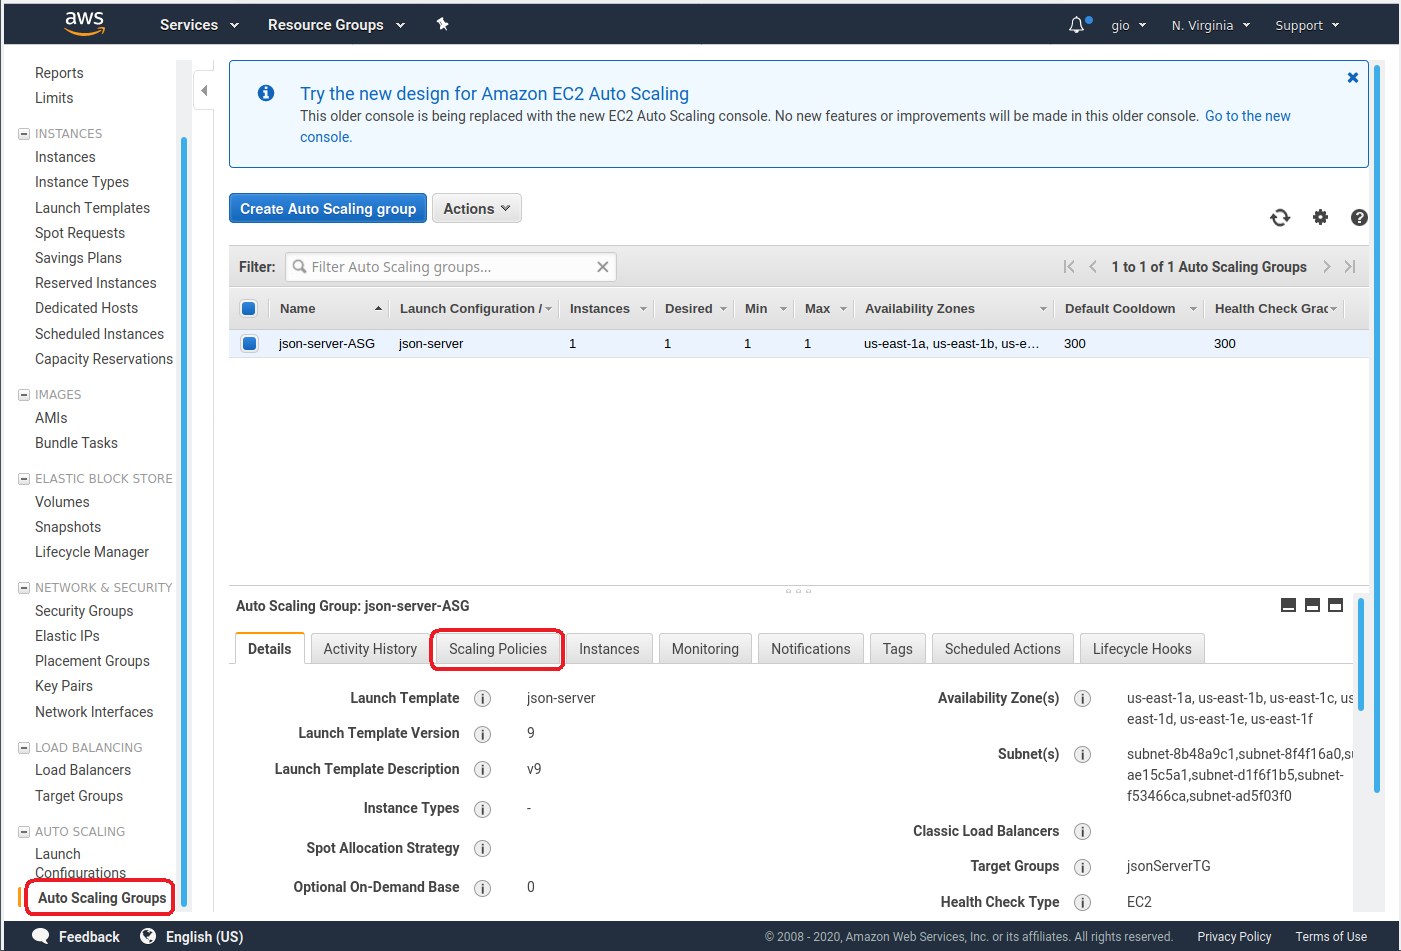 aws Services Resource Groups gio N. Virginia Support
Reports
Limits
INSTANCES
Instances
Instance Types
Launch Templates
Spot Requests
Savings Plans
Reserved Instances
Dedicated Hosts
Scheduled Instances
Capacity Reservations
IMAGES
AMIs
Bundle Tasks
ELASTIC BLOCK STORE
Volumes
Snapshots
Lifecycle Manager
NETWORK & SECURITY
Security Groups
Elastic IPs
Placement Groups
Key Pairs
Network Interfaces
LOAD BALANCING
Load Balancers
Target Groups
AUTO SCALING
Launch
Configurations
Auto Scaling Groups
Try the new design for Amazon EC2 Auto Scaling
This older console is being replaced with the new EC2 Auto Scaling console. No new features or improvements will be made in this older console. Go to the new
console.
Create Auto Scaling group Actions
Filter: Filter Auto Scaling groups... 1 to 1 of 1 Auto Scaling Groups
Name Launch Configuration / Instances Desired Min Max Availability Zones Default Cooldown Health Check Grac
json-server-ASG json-server 1 1 1 1 us-east-1a, us-east-1b, us-e... 300 300
Auto Scaling Group: json-server-ASG
Details Activity History Scaling Policies Instances Monitoring Notifications Tags Scheduled Actions Lifecycle Hooks
Launch Template json-server
Launch Template Version 9
Launch Template Description v9
Instance Types -
Spot Allocation Strategy
Optional On-Demand Base 0
Availability Zone(s) us-east-1a, us-east-1b, us-east-1c, us-
east-1d, us-east-1e, us-east-1f
Subnet(s) subnet-8b48a9c1,subnet-8f4f16a0,su
ae15c5a1,subnet-d1f6f1b5,subnet-
f53466ca,subnet-ad5f03f0
Classic Load Balancers
Target Groups jsonServerTG
Health Check Type EC2
Feedback English (US) © 2008 - 2020, Amazon Web Services, Inc. or its affiliates. All rights reserved. Privacy Policy Terms of Use